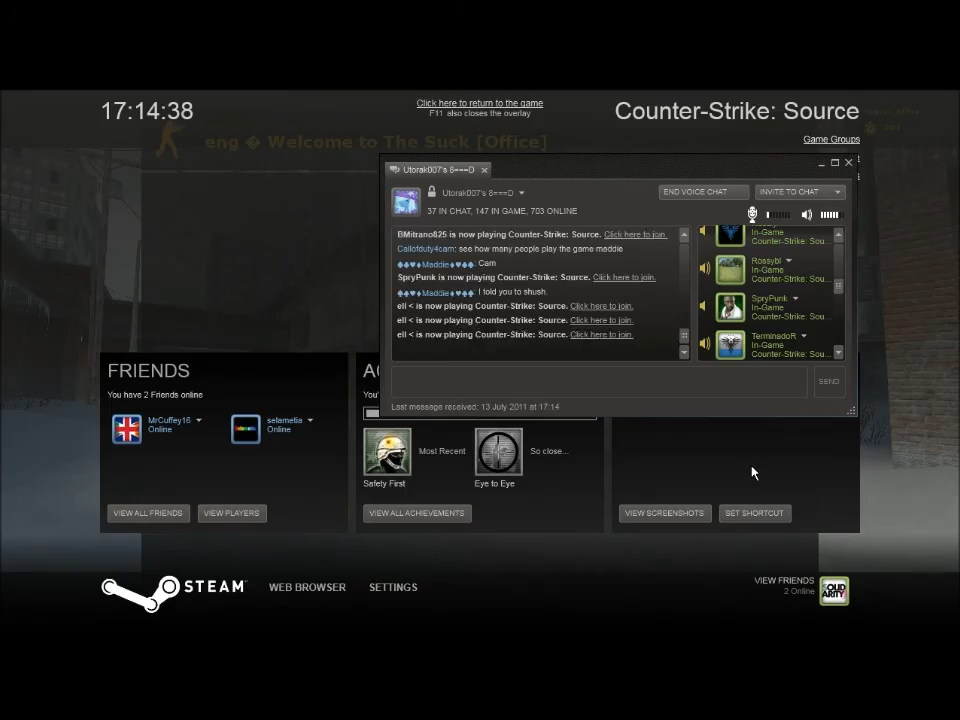 17:14:38
Click here to return to the game
F11 also closes the overlay
Counter-Strike: Source
Game Groups
eng � Welcome to The Suck [Office]
Utorak007's 8===D
Utorak007's 8===D
END VOICE CHAT
INVITE TO CHAT
37 IN CHAT, 147 IN GAME, 703 ONLINE
BMitrano625 is now playing Counter-Strike: Source. Click here to join.
Callofduty4cam: see how many people play the game maddie
♣♠♥♦Maddie♦♥♠♣: Cam
SpryPunk is now playing Counter-Strike: Source. Click here to join.
♣♠♥♦Maddie♦♥♠♣: I told you to shush.
ell < is now playing Counter-Strike: Source. Click here to join.
ell < is now playing Counter-Strike: Source. Click here to join.
ell < is now playing Counter-Strike: Source. Click here to join.
In-Game
Counter-Strike: Sou...
Rossybl
In-Game
Counter-Strike: Sou...
SpryPunk
In-Game
Counter-Strike: Sou...
TerminadoR
In-Game
Counter-Strike: Sou...
SEND
Last message received: 13 July 2011 at 17:14
FRIENDS
You have 2 Friends online
MrCuffey16
Online
selamelia
Online
VIEW ALL FRIENDS
VIEW PLAYERS
Most Recent
Safety First
So close...
Eye to Eye
VIEW ALL ACHIEVEMENTS
VIEW SCREENSHOTS
SET SHORTCUT
STEAM
WEB BROWSER
SETTINGS
VIEW FRIENDS
2 Online
SOLID
ARITY